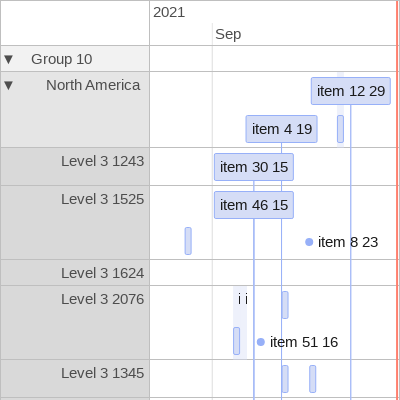 2021
Sep
▼ Group 10
▼ North America
item 12 29
item 4 19
Level 3 1243
item 30 15
Level 3 1525
item 46 15
item 8 23
Level 3 1624
Level 3 2076
i i
item 51 16
Level 3 1345